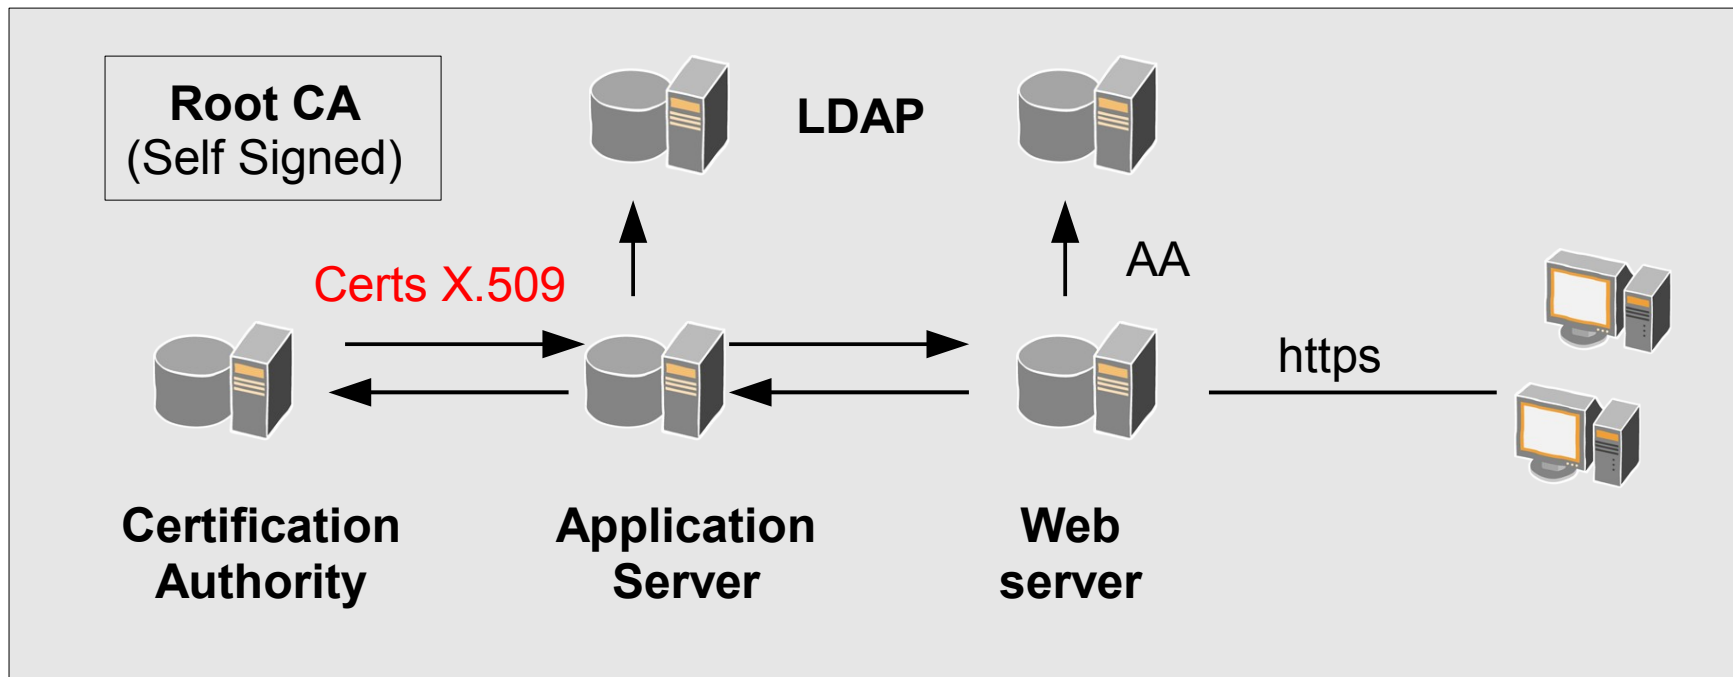 Root CA
(Self Signed)
LDAP
AA
Certs X.509
https
Certification
Authority
Application
Server
Web
server